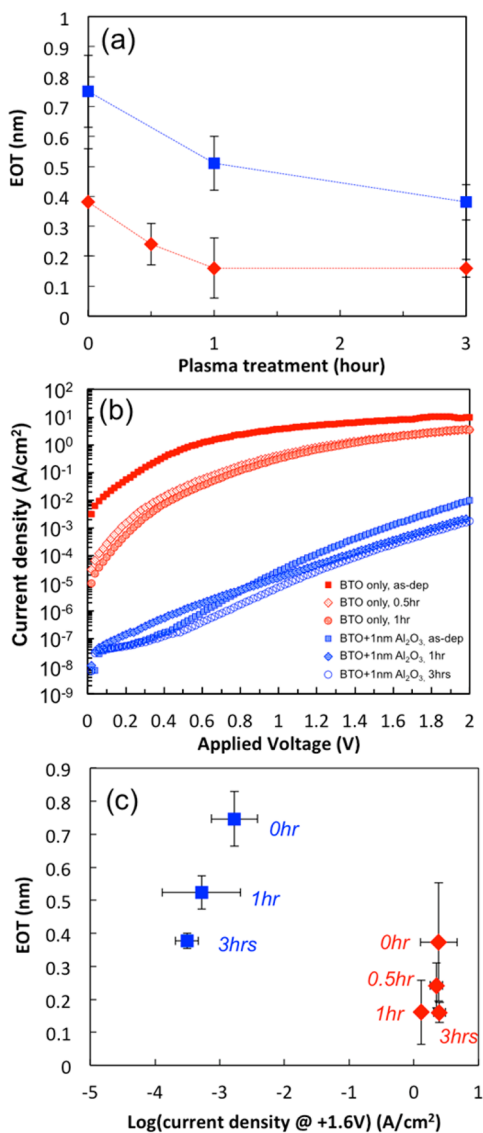 (a)
EOT (nm)
1
0.9
0.8
0.7
0.6
0.5
0.4
0.3
0.2
0.1
0
0 1 2 3
Plasma treatment (hour)
(b)
Current density (A/cm²)
10²
10¹
10⁰
10⁻¹
10⁻²
10⁻³
10⁻⁴
10⁻⁵
10⁻⁶
10⁻⁷
10⁻⁸
10⁻⁹
BTO only, as-dep
BTO only, 0.5hr
BTO only, 1hr
BTO+1nm Al₂O₃, as-dep
BTO+1nm Al₂O₃, 1hr
BTO+1nm Al₂O₃, 3hrs
0 0.2 0.4 0.6 0.8 1 1.2 1.4 1.6 1.8 2
Applied Voltage (V)
(c)
EOT (nm)
0.9
0.8
0.7
0.6
0.5
0.4
0.3
0.2
0.1
0
0hr
1hr
3hrs
0hr
0.5hr
1hr
3hrs
-5 -4 -3 -2 -1 0 1
Log(current density @ +1.6V) (A/cm²)